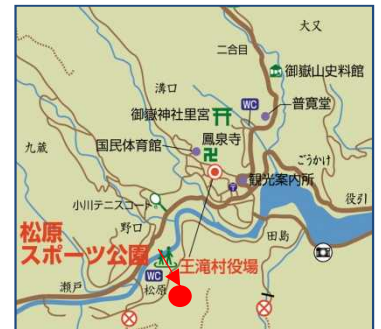 大又
二合目
御嶽山史料館
溝口
WC
普寛堂
御嶽神社里宮
鳳泉寺
九蔵
国民体育館
卍
ごうかけ
観光案内所
役引
小川テニスコート
松原
スポーツ公園
野口
田島
王滝村役場
WC
瀬戸
松原